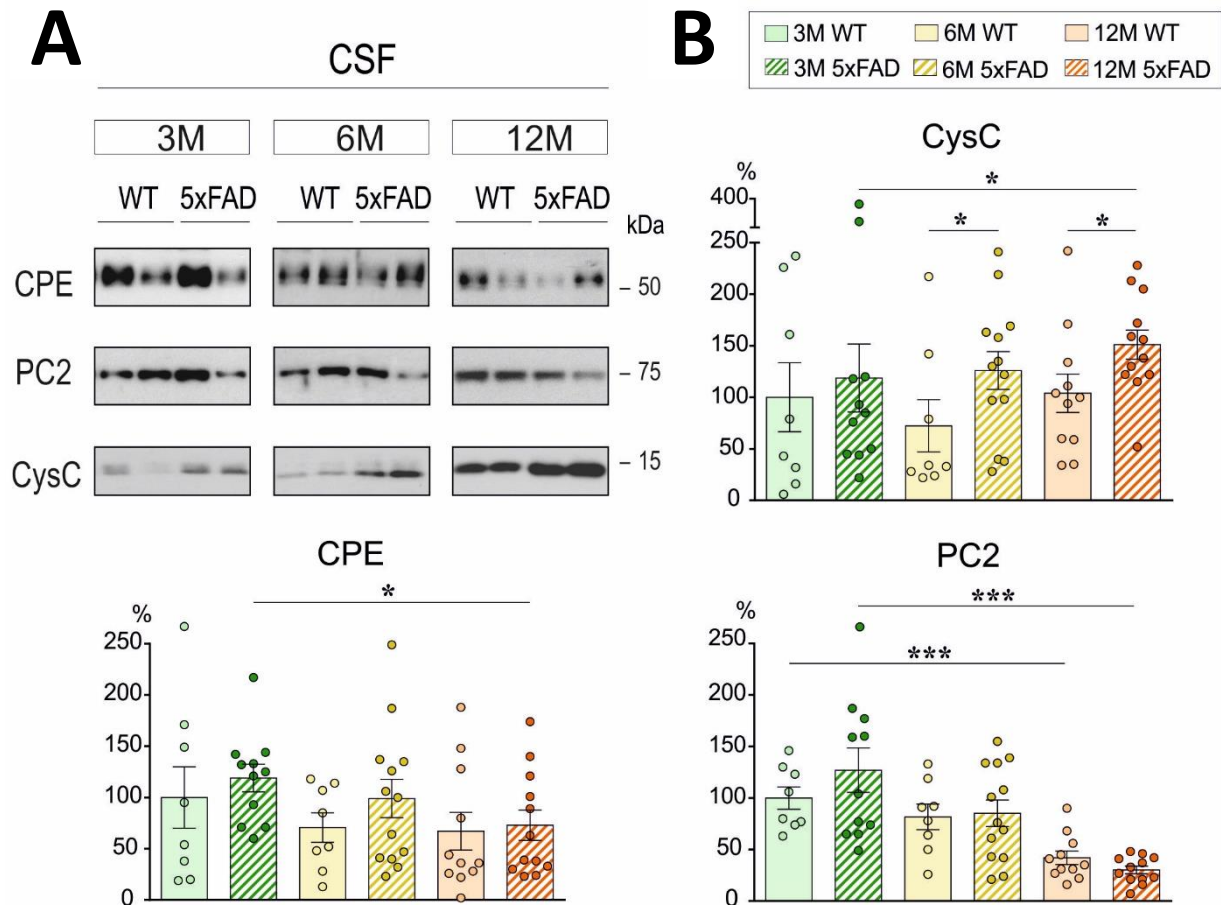 A
CSF
3M 6M 12M
WT 5xFAD WT 5xFAD WT 5xFAD
kDa
CPE
– 50
PC2
– 75
CysC
– 15
B
3M WT 6M WT 12M WT
3M 5xFAD 6M 5xFAD 12M 5xFAD
CysC
%
400
250
200
150
100
50
0
*
*
*
CPE
%
250
200
150
100
50
0
*
PC2
%
250
200
150
100
50
0
***
***